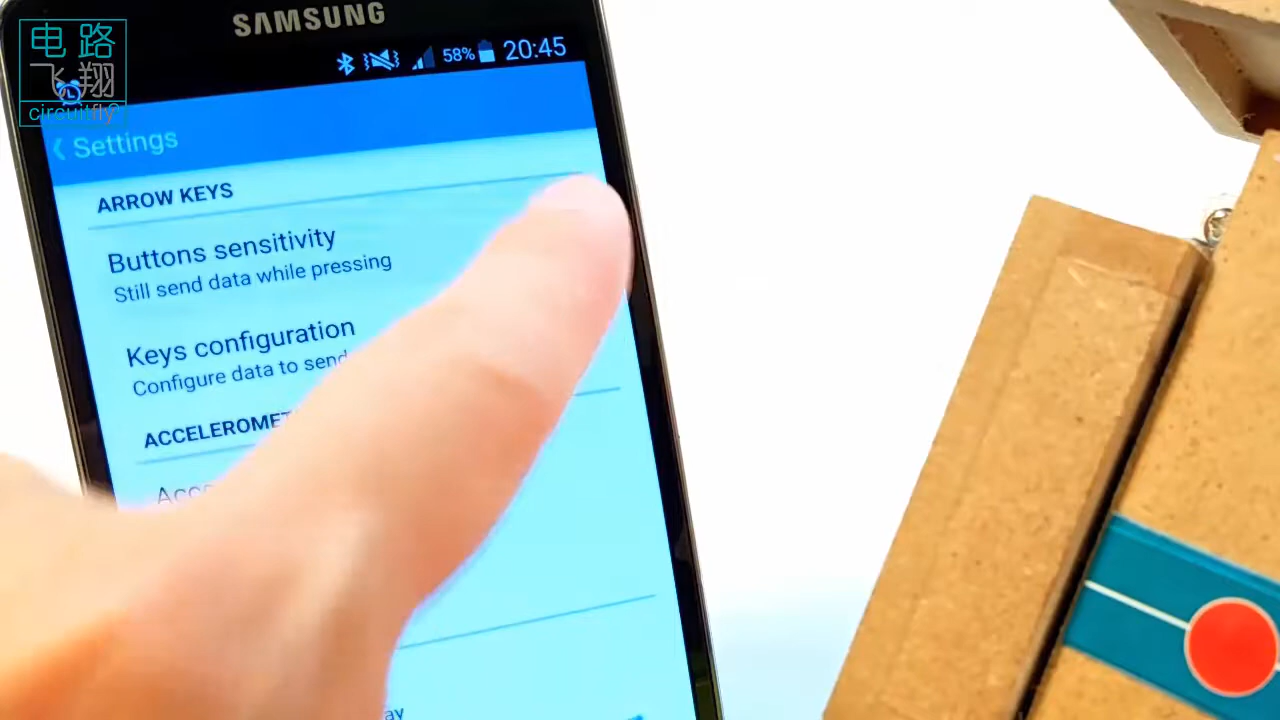 SAMSUNG
电路
飞翔
circuitfly
58% 20:45
Settings
ARROW KEYS
Buttons sensitivity
Still send data while pressing
Keys configuration
Configure data to send